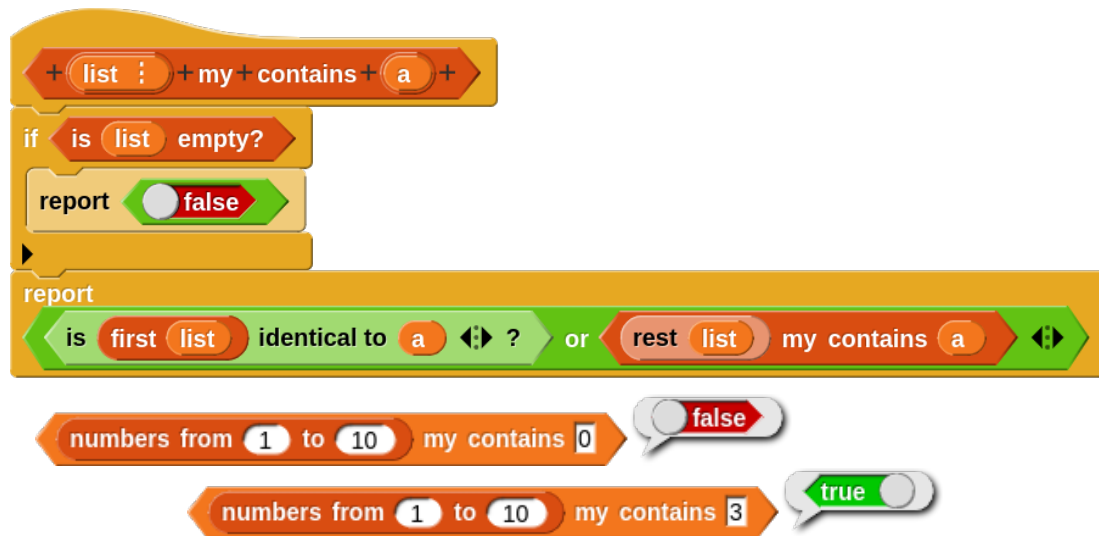 + list ⋮ + my + contains + a +
if is list empty?
report false
report
is first list identical to a ? or rest list my contains a
numbers from 1 to 10 my contains 0 false
numbers from 1 to 10 my contains 3 true